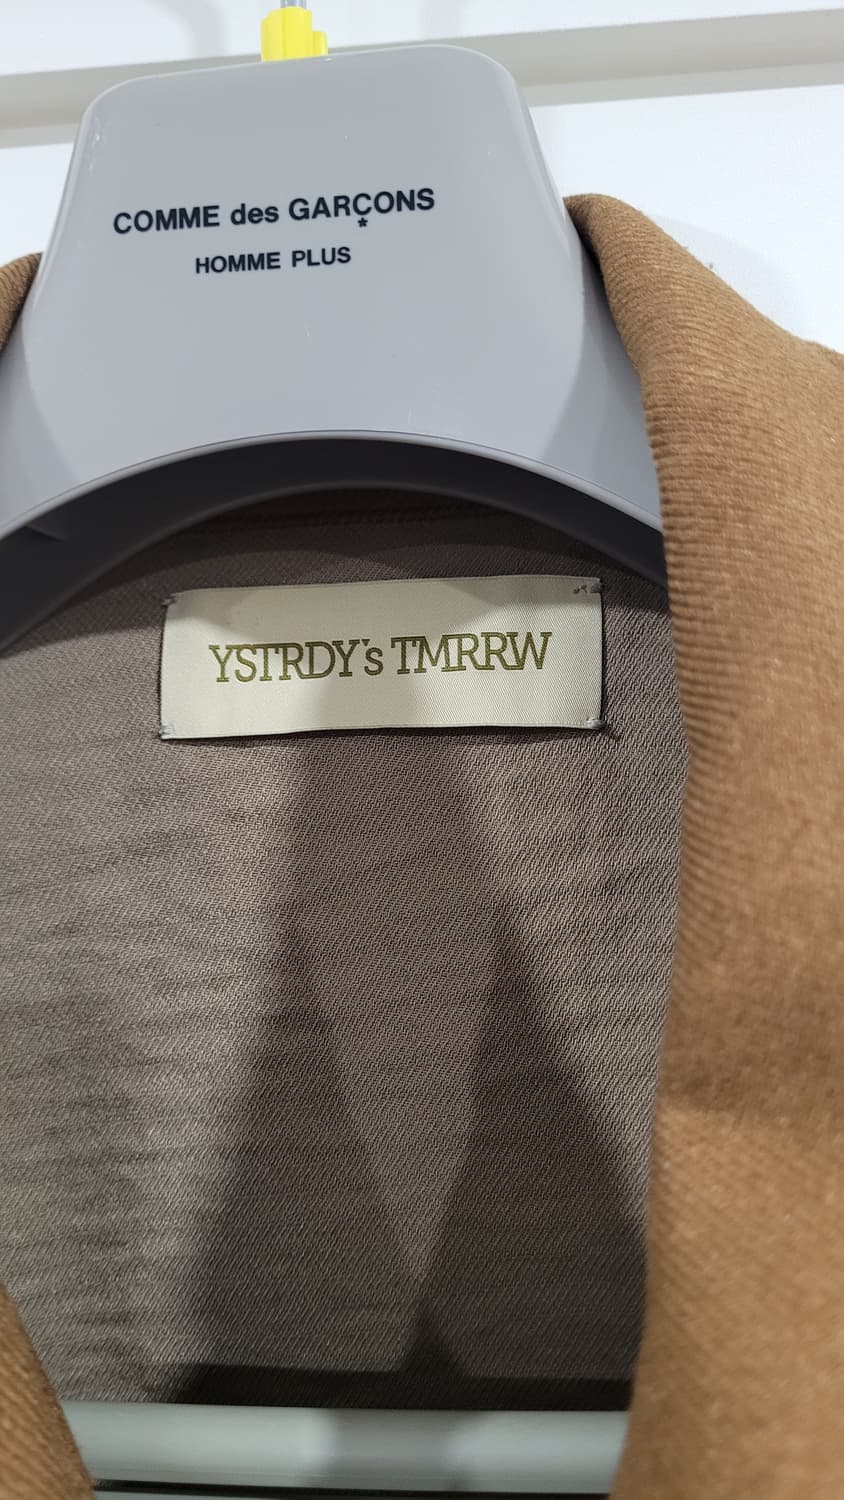 COMME des GARÇONS
*
HOMME PLUS
YSTRDY's TMRRW